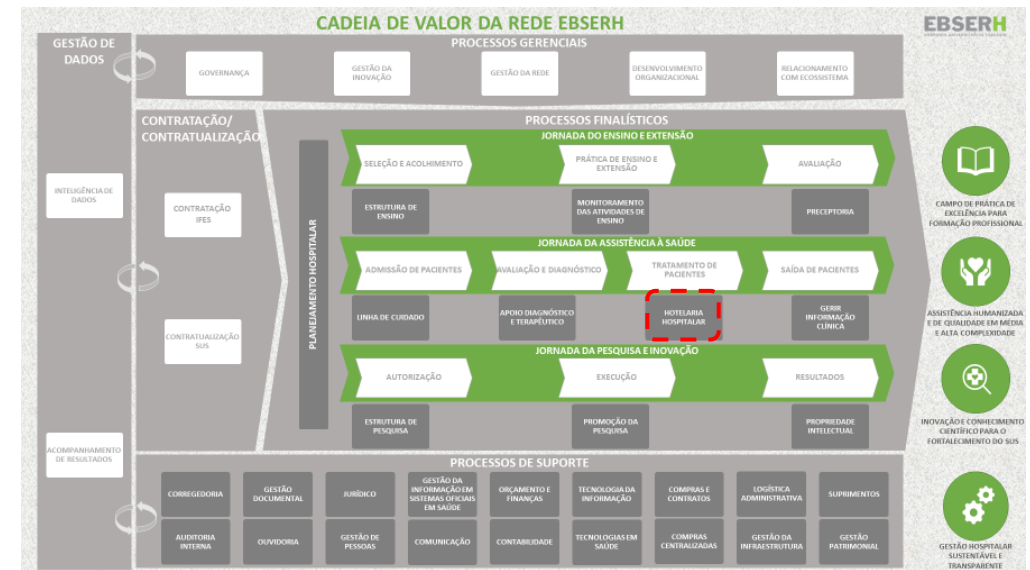 CADEIA DE VALOR DA REDE EBSERH
EBSERH
GESTÃO DE
DADOS
INTELIGÊNCIA DE
DADOS
ACOMPANHAMENTO
DE RESULTADOS
PROCESSOS GERENCIAIS
GOVERNANÇA
GESTÃO DA
INOVAÇÃO
GESTÃO DA REDE
DESENVOLVIMENTO
ORGANIZACIONAL
RELACIONAMENTO
COM ECOSSISTEMA
CONTRATAÇÃO/
CONTRATUALIZAÇÃO
CONTRATAÇÃO
IFES
CONTRATUALIZAÇÃO
SUS
PROCESSOS FINALÍSTICOS
PLANEJAMENTO HOSPITALAR
JORNADA DO ENSINO E EXTENSÃO
SELEÇÃO E ACOLHIMENTO
PRÁTICA DE ENSINO E
EXTENSÃO
AVALIAÇÃO
ESTRUTURA DE
ENSINO
MONITORAMENTO
DAS ATIVIDADES DE
ENSINO
PRECEPTORIA
JORNADA DA ASSISTÊNCIA À SAÚDE
ADMISSÃO DE PACIENTES
AVALIAÇÃO E DIAGNÓSTICO
TRATAMENTO DE
PACIENTES
SAÍDA DE PACIENTES
LINHA DE CUIDADO
APOIO DIAGNÓSTICO
E TERAPÊUTICO
HOTELARIA
HOSPITALAR
GERIR
INFORMAÇÃO
CLÍNICA
JORNADA DA PESQUISA E INOVAÇÃO
AUTORIZAÇÃO
EXECUÇÃO
RESULTADOS
ESTRUTURA DE
PESQUISA
PROMOÇÃO DA
PESQUISA
PROPRIEDADE
INTELECTUAL
PROCESSOS DE SUPORTE
CORREGEDORIA
GESTÃO
DOCUMENTAL
JURÍDICO
GESTÃO DA
INFORMAÇÃO EM
SISTEMAS OFICIAIS
EM SAÚDE
ORÇAMENTO E
FINANÇAS
TECNOLOGIA DA
INFORMAÇÃO
COMPRAS E
CONTRATOS
LOGÍSTICA
ADMINISTRATIVA
SUPRIMENTOS
AUDITORIA
INTERNA
OUVIDORIA
GESTÃO DE
PESSOAS
COMUNICAÇÃO
CONTABILIDADE
TECNOLOGIAS EM
SAÚDE
COMPRAS
CENTRALIZADAS
GESTÃO DA
INFRAESTRUTURA
GESTÃO
PATRIMONIAL
CAMPO DE PRÁTICA DE
EXCELÊNCIA PARA
FORMAÇÃO PROFISSIONAL
ASSISTÊNCIA HUMANIZADA
E DE QUALIDADE EM MÉDIA
E ALTA COMPLEXIDADE
INOVAÇÃO E CONHECIMENTO
CIENTÍFICO PARA O
FORTALECIMENTO DO SUS
GESTÃO HOSPITALAR
SUSTENTÁVEL E
TRANSPARENTE